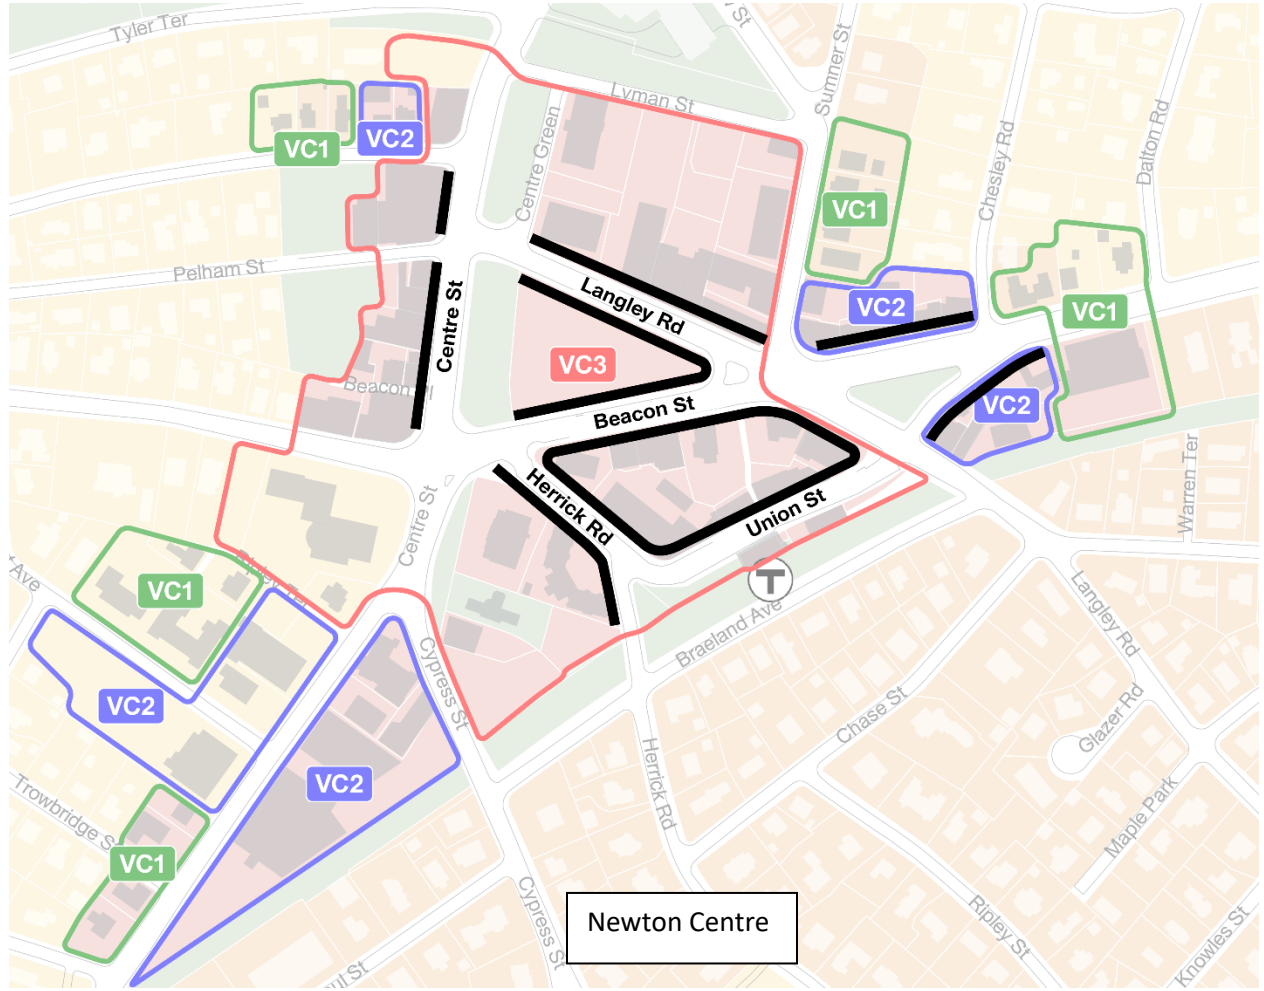 Tyler Ter
Sumner St
Lyman St
VC1
VC2
Centre Green
Chesley Rd
Dalton Rd
VC1
Pelham St
Langley Rd
VC2
VC1
Centre St
VC3
Beacon
Beacon St
VC2
Herrick Rd
Union St
Warren Ter
Centre St
T
Ripley Ter
Ave
VC1
Braeland Ave
Langley Rd
VC2
Cypress St
Chase St
Glazer Rd
VC2
Herrick Rd
Trowbridge S
Maple Park
VC1
Newton Centre
Cypress St
Ripley St
Knowles St
St